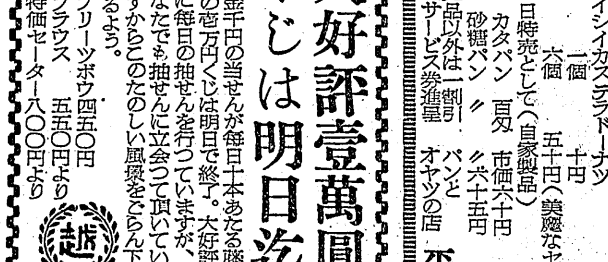 イシイカステラドーナツ
一個　十円
六個　五十円(美麗なセ
日特売として(自家製品)
カタパン　百匁　市価六十円
砂糖パン　〃　〃六十五円
品以外は一割引　パンと
サービス券進呈　オヤツの店
大好評壹萬圓
じは明日迄
金千円の当せんが毎日十本あたる
の壱万円くじは明日で終了。大好評
に毎日の抽せんを行つていますが、
なたでも抽せんに立会つて頂いてい
すからこのたのしい風景をごらん下
るよう。
プリーツボウ四五〇円
ブラウス　五五〇円より
特価セーター八〇〇円より
越